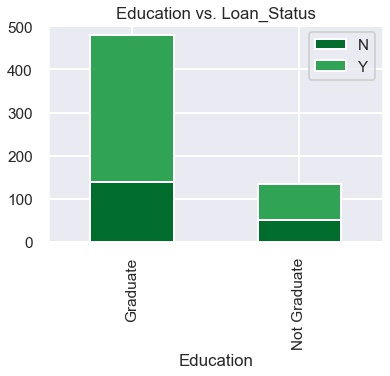 Education vs. Loan_Status
500
400
300
200
100
0
N
Y
Graduate
Not Graduate
Education